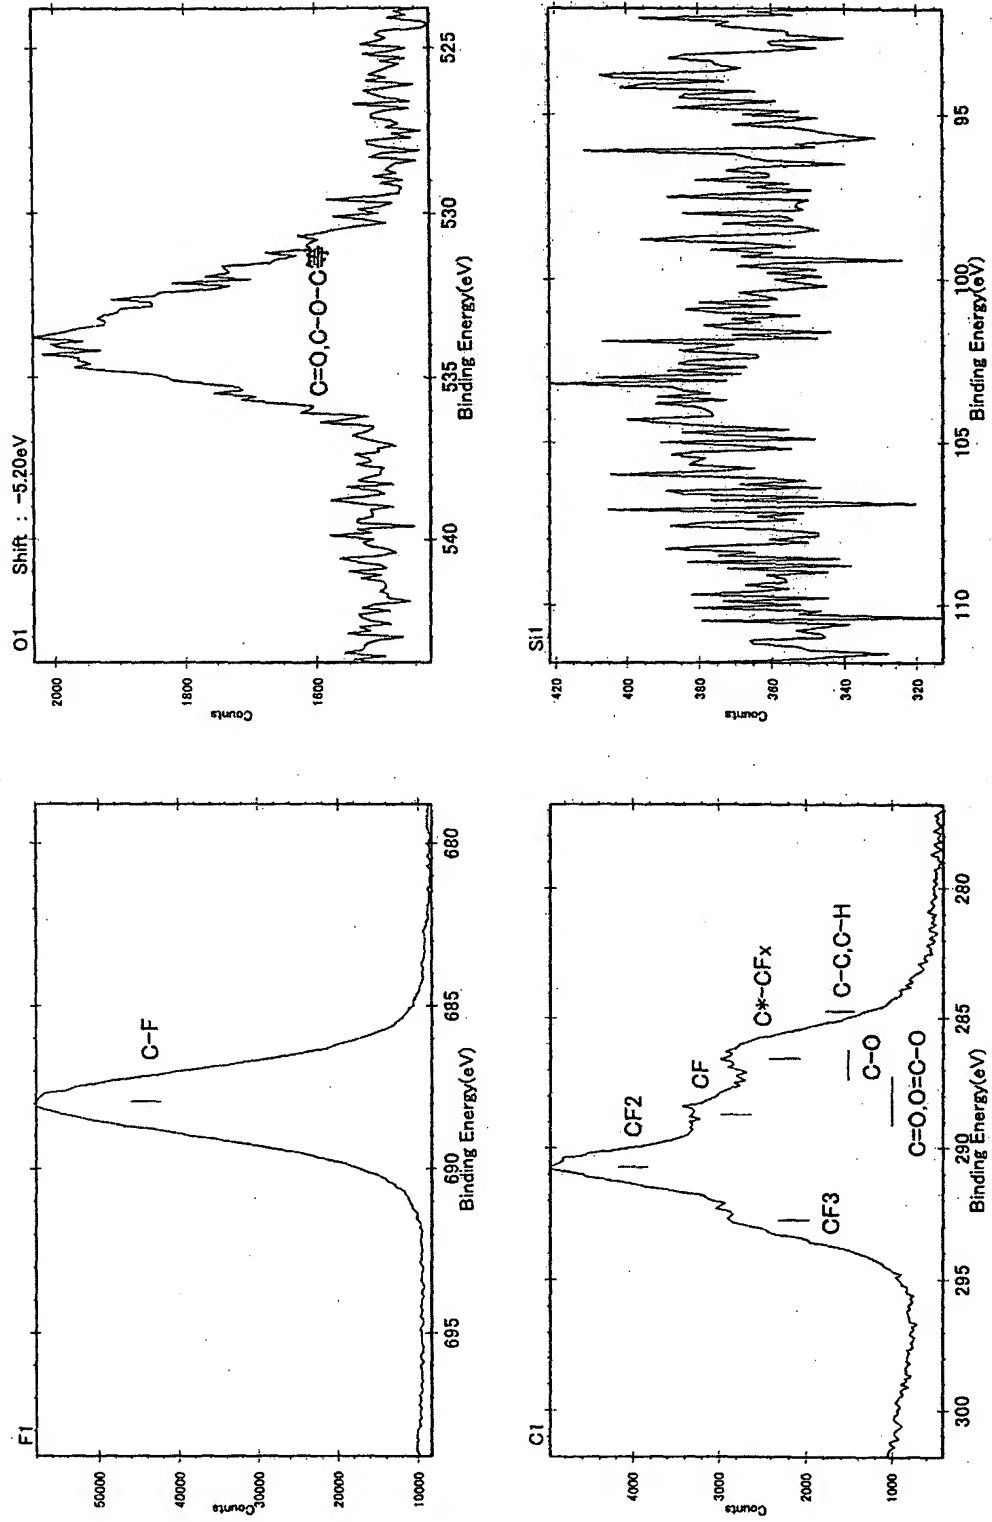 F1
C-F
50000
40000
30000
20000
10000
Counts
695
690
685
680
Binding Energy(eV)
O1 Shift : -5.20eV
C=O,C-O-C等
2000
1800
1600
Counts
540
535
530
525
Binding Energy(eV)
C1
CF2
CF
C*-CFx
CF3
C-C,C-H
C-O
C=O,O=C-O
4000
3000
2000
1000
Counts
300
295
290
285
280
Binding Energy(eV)
Si1
420
400
380
360
340
320
Counts
110
105
100
95
Binding Energy(eV)